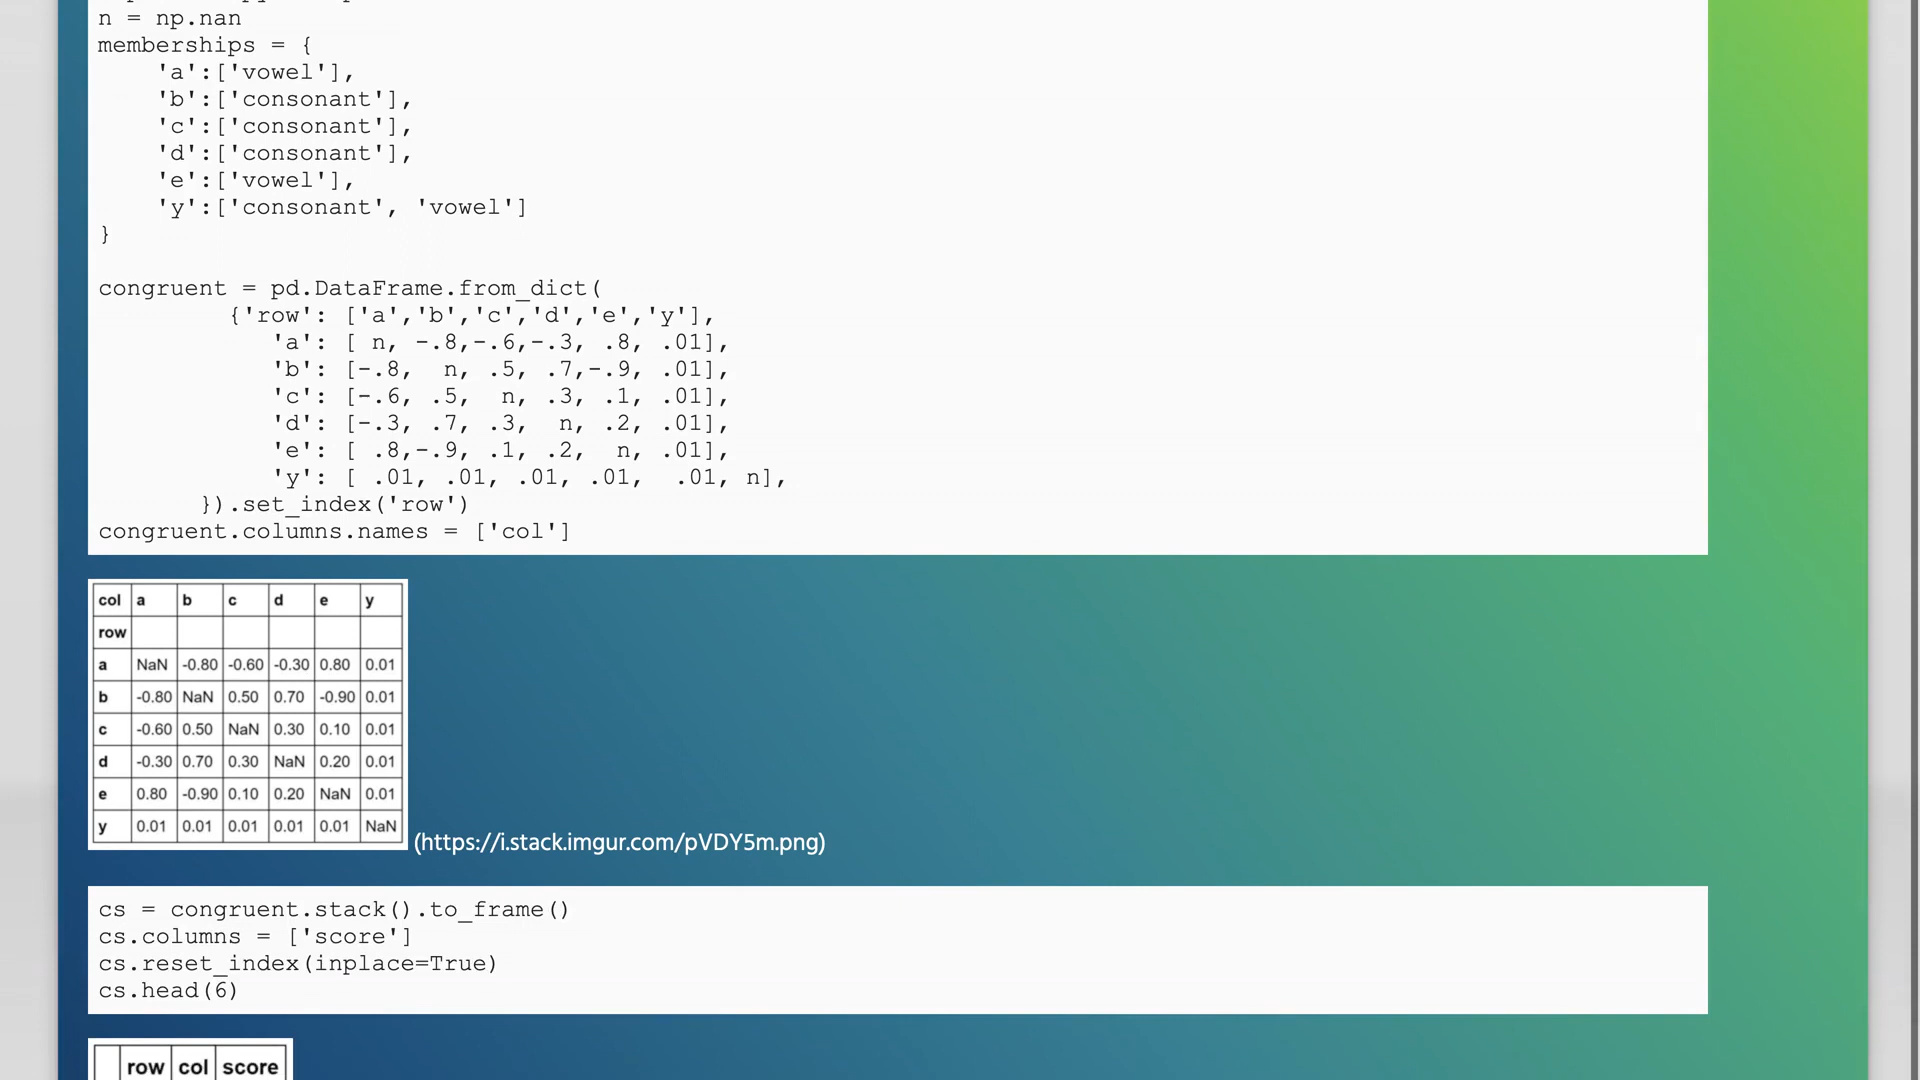 n = np.nan
memberships = {
'a':['vowel'],
'b':['consonant'],
'c':['consonant'],
'd':['consonant'],
'e':['vowel'],
'y':['consonant', 'vowel']
}
congruent = pd.DataFrame.from_dict(
{'row': ['a','b','c','d','e','y'],
'a': [ n, -.8,-.6,-.3, .8, .01],
'b': [-.8, n, .5, .7,-.9, .01],
'c': [-.6, .5, n, .3, .1, .01],
'd': [-.3, .7, .3, n, .2, .01],
'e': [ .8,-.9, .1, .2, n, .01],
'y': [ .01, .01, .01, .01, .01, n],
}).set_index('row')
congruent.columns.names = ['col']
col a b c d e y
row
a NaN -0.80 -0.60 -0.30 0.80 0.01
b -0.80 NaN 0.50 0.70 -0.90 0.01
c -0.60 0.50 NaN 0.30 0.10 0.01
d -0.30 0.70 0.30 NaN 0.20 0.01
e 0.80 -0.90 0.10 0.20 NaN 0.01
y 0.01 0.01 0.01 0.01 0.01 NaN
(https://i.stack.imgur.com/pVDY5m.png)
cs = congruent.stack().to_frame()
cs.columns = ['score']
cs.reset_index(inplace=True)
cs.head(6)
row col score